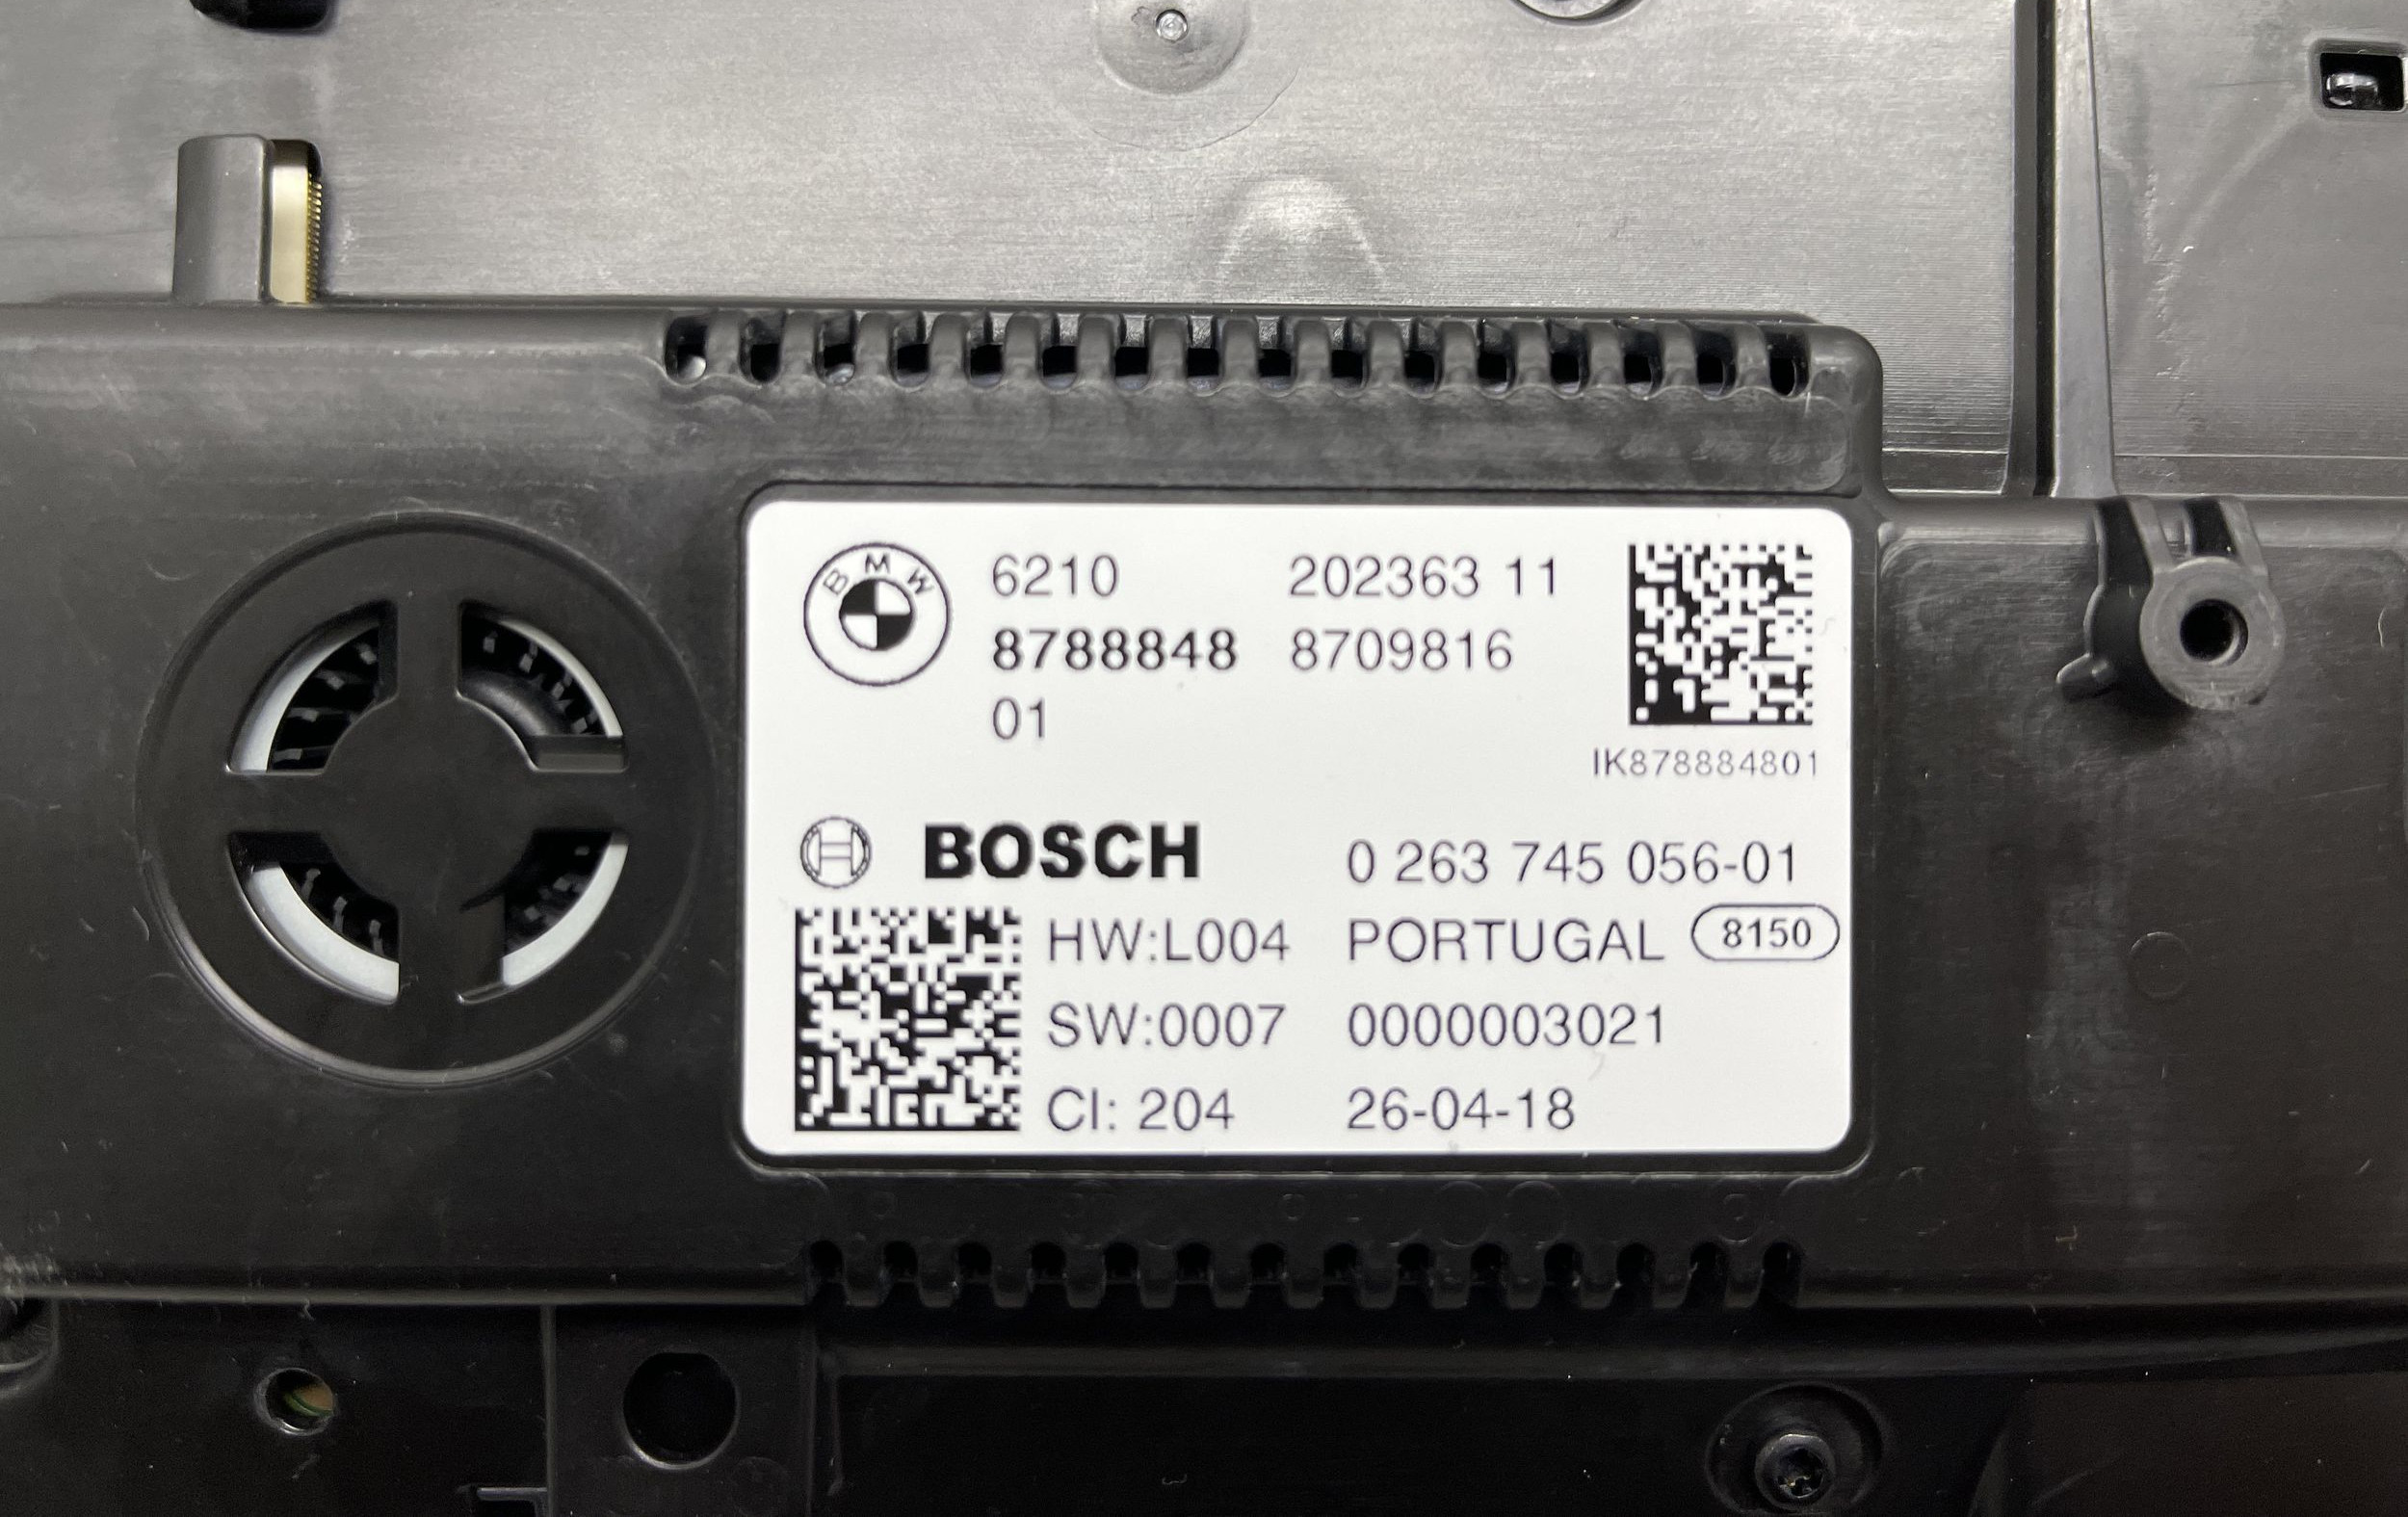 BMW
6210 202363 11
8788848 8709816
01
IK878884801
BOSCH 0 263 745 056-01
HW:L004 PORTUGAL 8150
SW:0007 0000003021
CI: 204 26-04-18